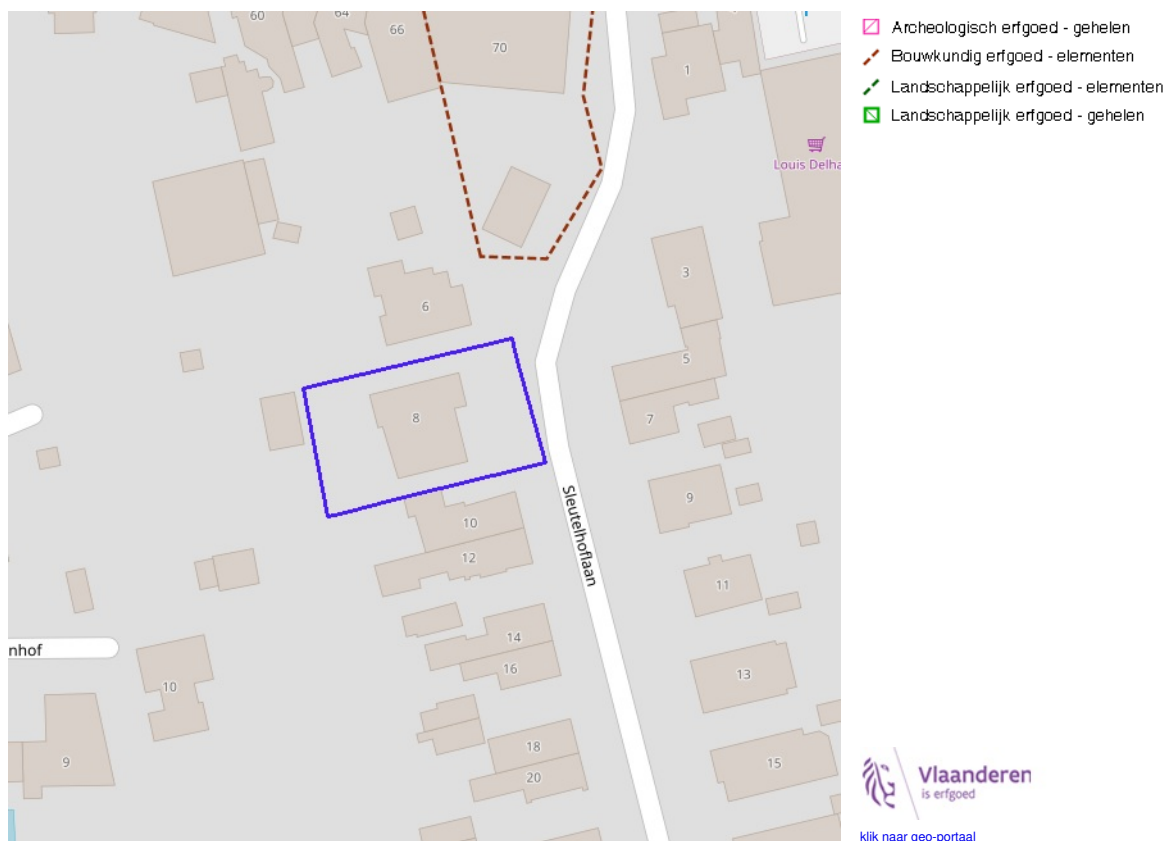 Archeologisch erfgoed - gehelen
Bouwkundig erfgoed - elementen
Landschappelijk erfgoed - elementen
Landschappelijk erfgoed - gehelen
60
64
66
70
1
Louis Delha
3
6
5
8
7
9
Sleutelhoflaan
10
12
11
14
nhof
16
13
10
18
9
15
20
Vlaanderen
is erfgoed
klik naar geo-portaal